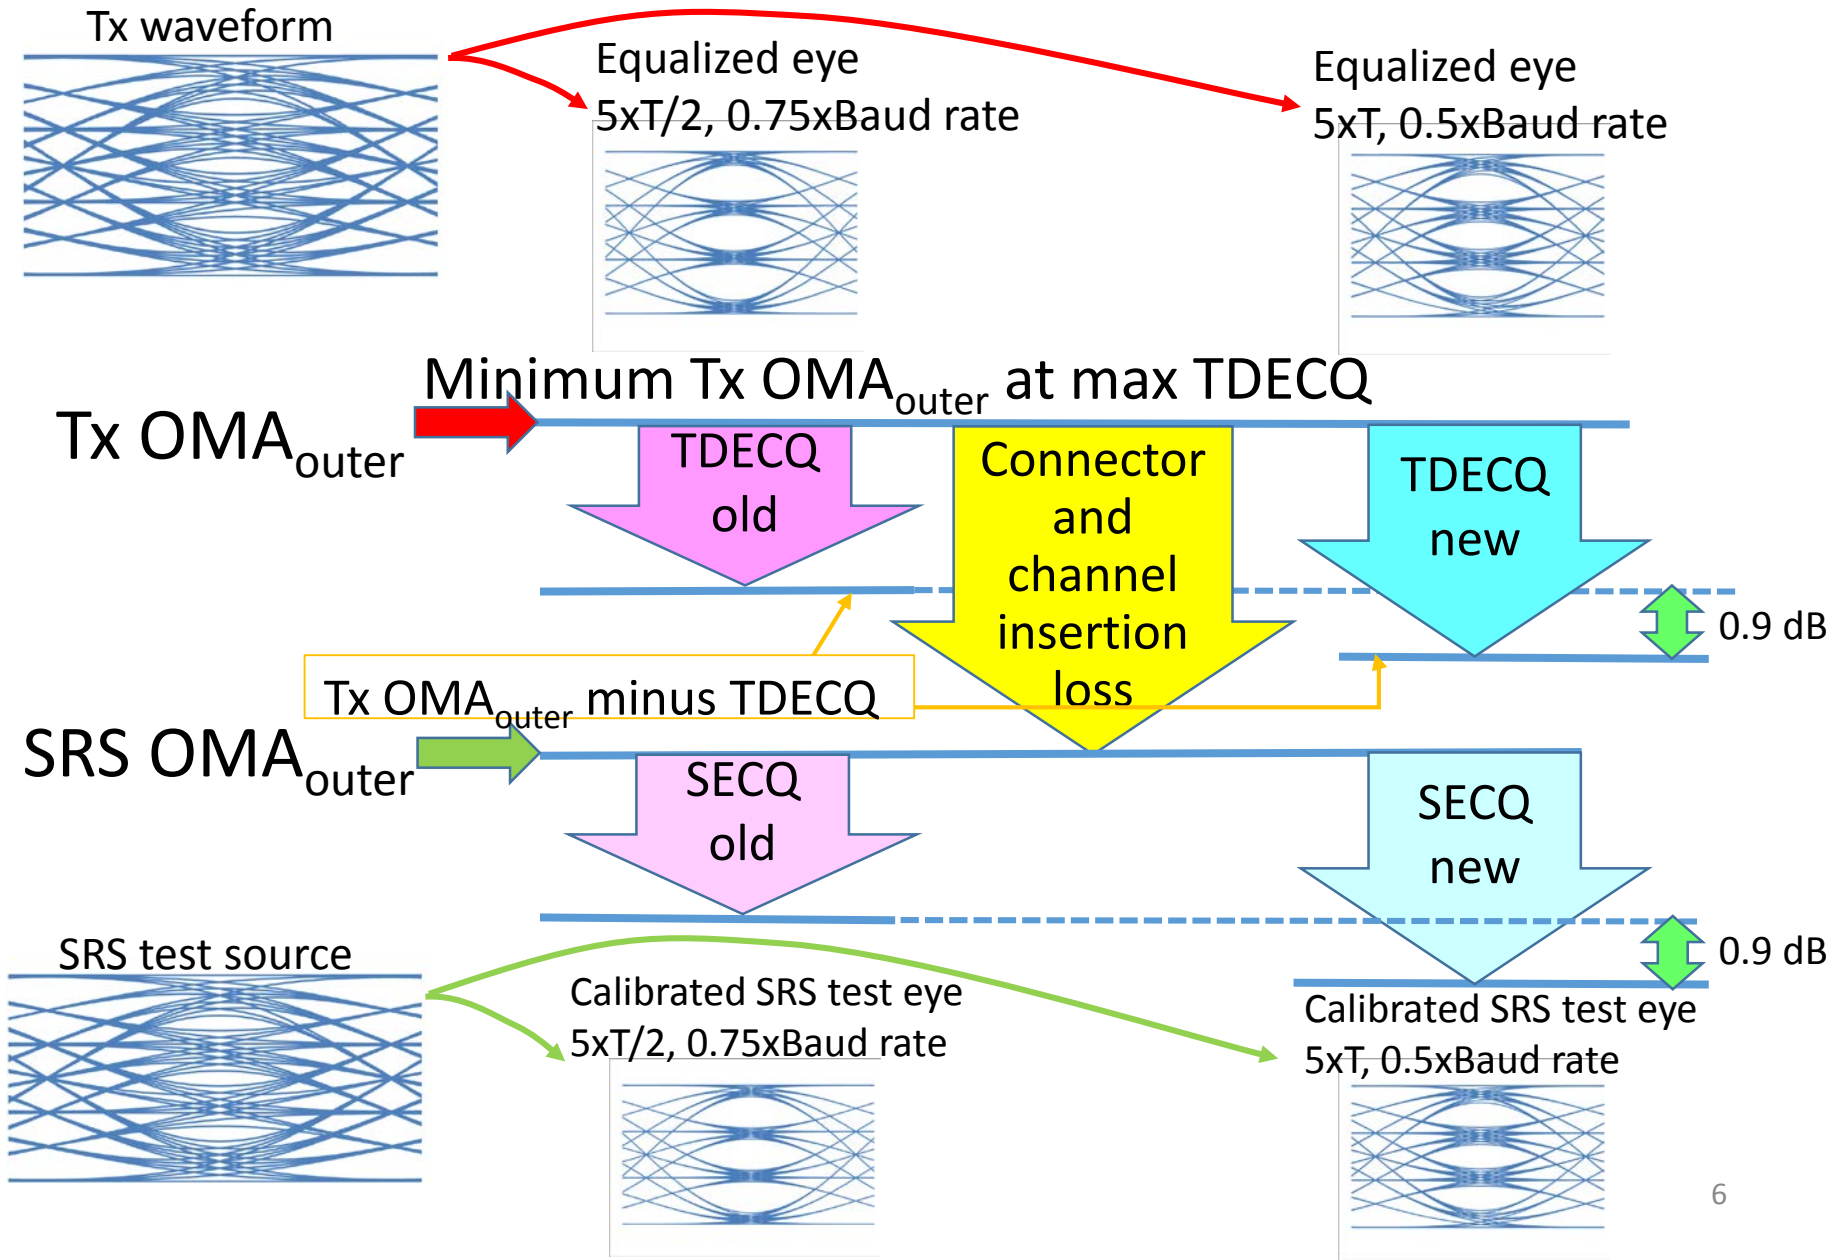 Tx waveform
Equalized eye
5xT/2, 0.75xBaud rate
Equalized eye
5xT, 0.5xBaud rate
Minimum Tx OMAouter at max TDECQ
Tx OMAouter
TDECQ
old
Connector
and
channel
insertion
loss
TDECQ
new
0.9 dB
Tx OMAouter minus TDECQ
SRS OMAouter
SECQ
old
SECQ
new
0.9 dB
SRS test source
Calibrated SRS test eye
5xT/2, 0.75xBaud rate
Calibrated SRS test eye
5xT, 0.5xBaud rate
6